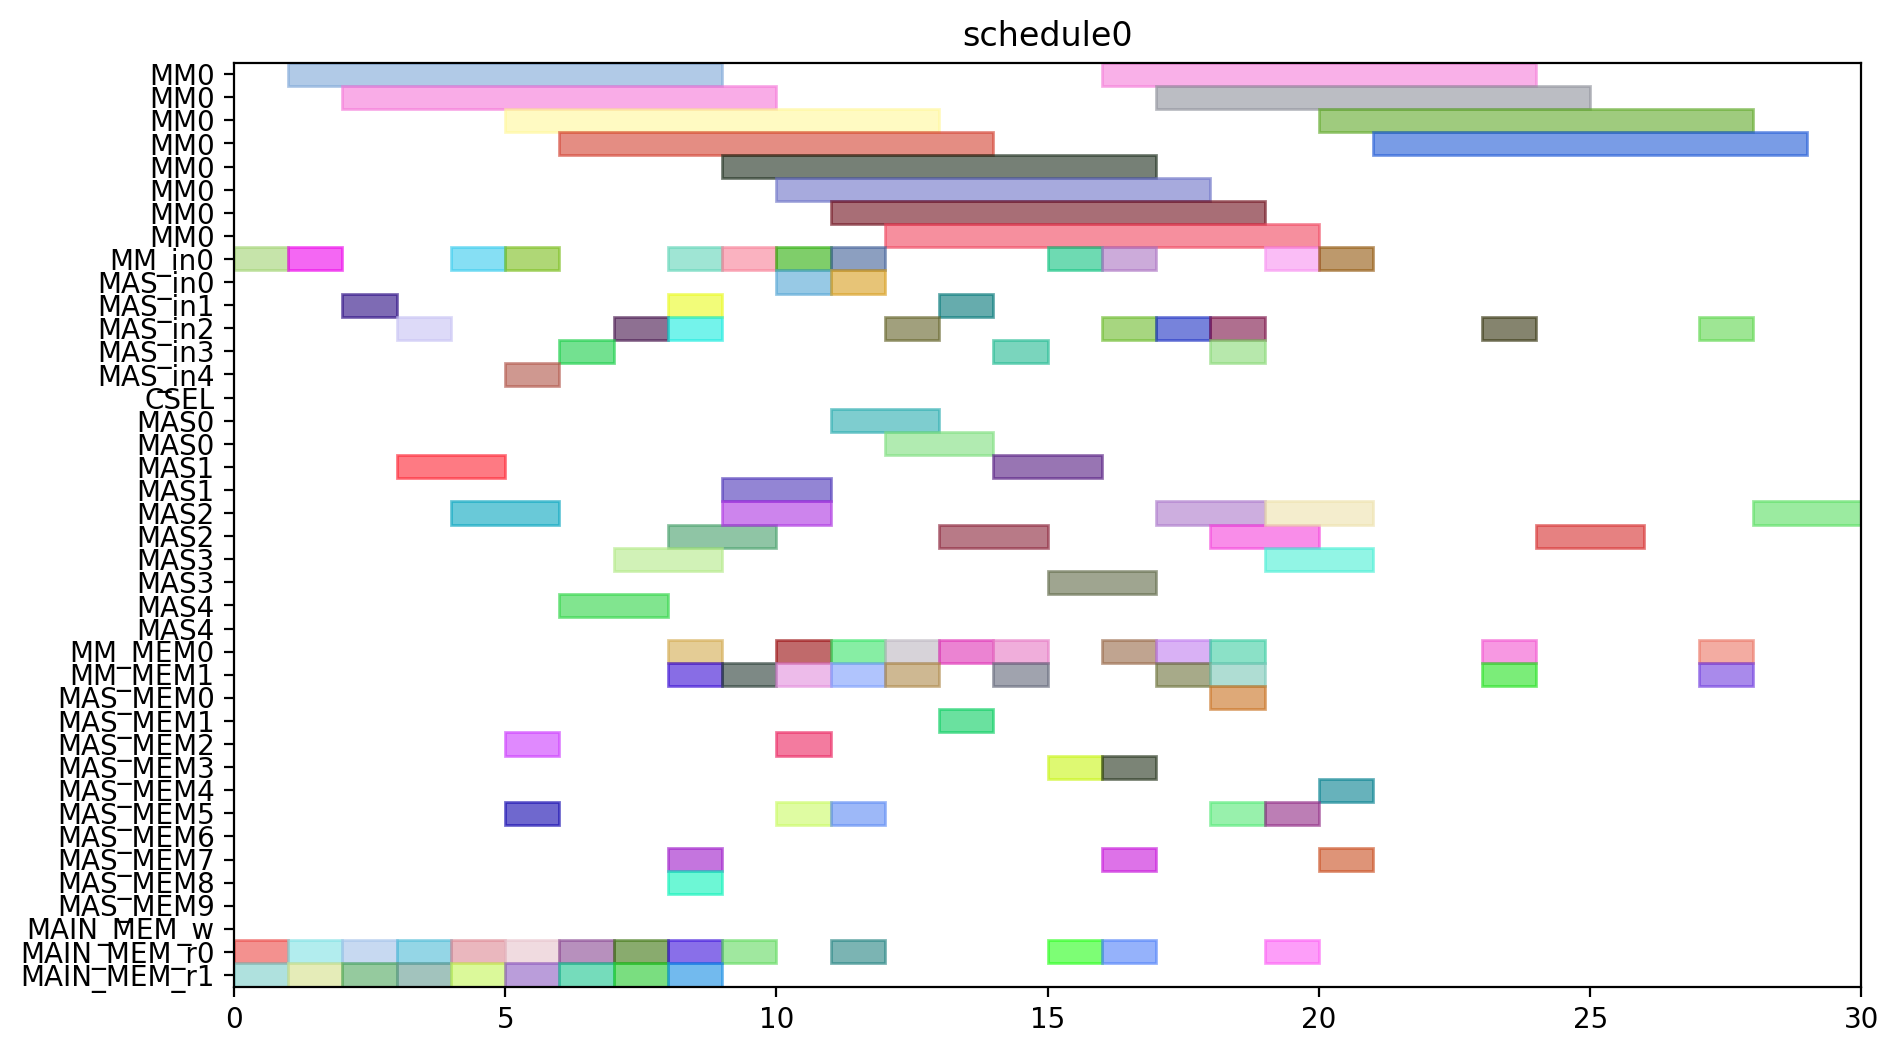 schedule0
MM0
MM0
MM0
MM0
MM0
MM0
MM0
MM0
MM_in0
MAS_in0
MAS_in1
MAS_in2
MAS_in3
MAS_in4
CSEL
MAS0
MAS0
MAS1
MAS1
MAS2
MAS2
MAS3
MAS3
MAS4
MAS4
MM_MEM0
MM_MEM1
MAS_MEM0
MAS_MEM1
MAS_MEM2
MAS_MEM3
MAS_MEM4
MAS_MEM5
MAS_MEM6
MAS_MEM7
MAS_MEM8
MAS_MEM9
MAIN_MEM_w
MAIN_MEM_r0
MAIN_MEM_r1
0 5 10 15 20 25 30